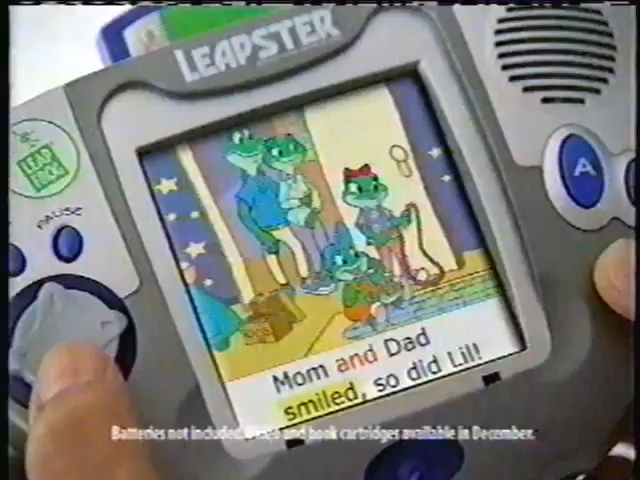 LEAPSTER
LEAP
FROG
PAUSE
A
Mom and Dad
smiled, so did Lil!
Batteries not included. and book cartridges available in December.